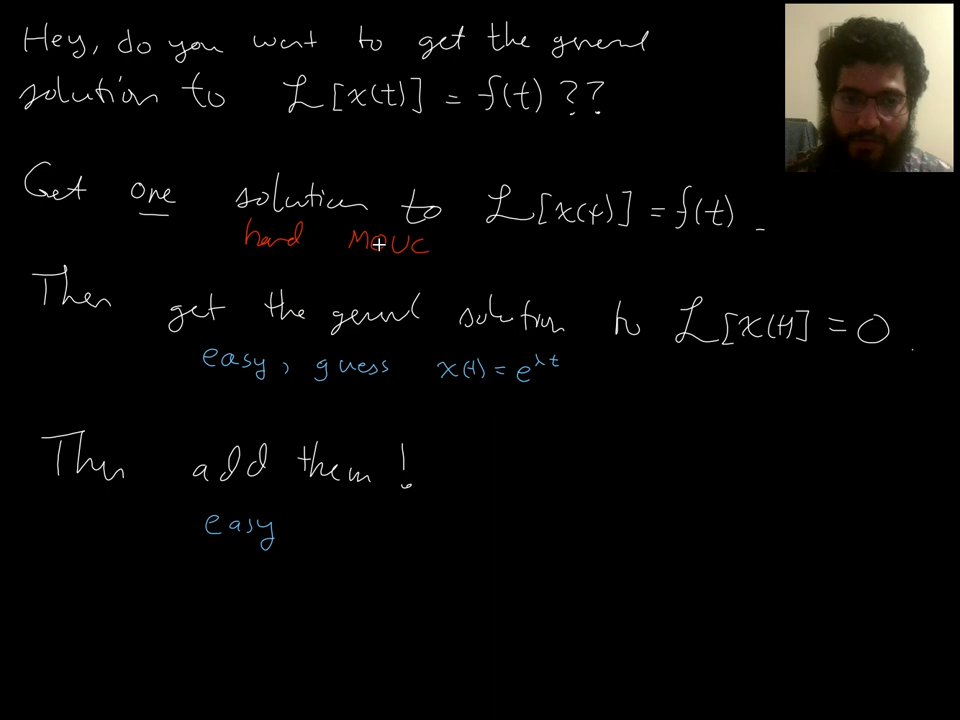 Hey, do you want to get the general
solution to ℒ[x(t)] = f(t) ??
Get one solution to ℒ[x(t)] = f(t).
hard MOUC
Then get the general solution to ℒ[x(t)] = 0.
easy, guess x(t) = e^{λt}
Then add them!
easy